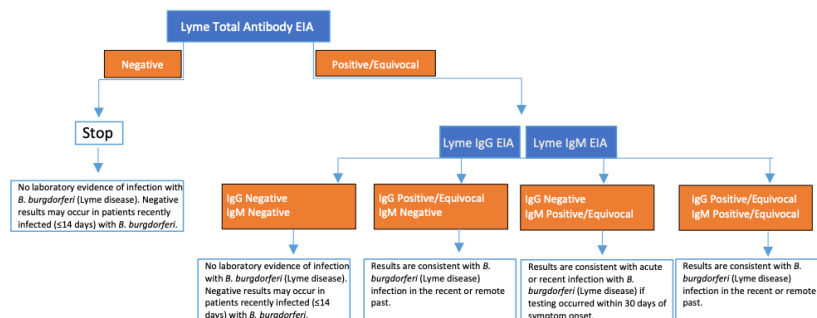 Lyme Total Antibody EIA
Negative
Positive/Equivocal
Stop
Lyme IgG EIA
Lyme IgM EIA
No laboratory evidence of infection with
B. burgdorferi (Lyme disease). Negative
results may occur in patients recently
infected (≤14 days) with B. burgdorferi.
IgG Negative
IgM Negative
IgG Positive/Equivocal
IgM Negative
IgG Negative
IgM Positive/Equivocal
IgG Positive/Equivocal
IgM Positive/Equivocal
No laboratory evidence of infection
with B. burgdorferi (Lyme disease).
Negative results may occur in
patients recently infected (≤14
days) with B. burgdorferi.
Results are consistent with B.
burgdorferi (Lyme disease)
infection in the recent or remote
past.
Results are consistent with acute
or recent infection with B.
burgdorferi (Lyme disease) if
testing occurred within 30 days of
symptom onset.
Results are consistent with B.
burgdorferi (Lyme disease)
infection in the recent or remote
past.